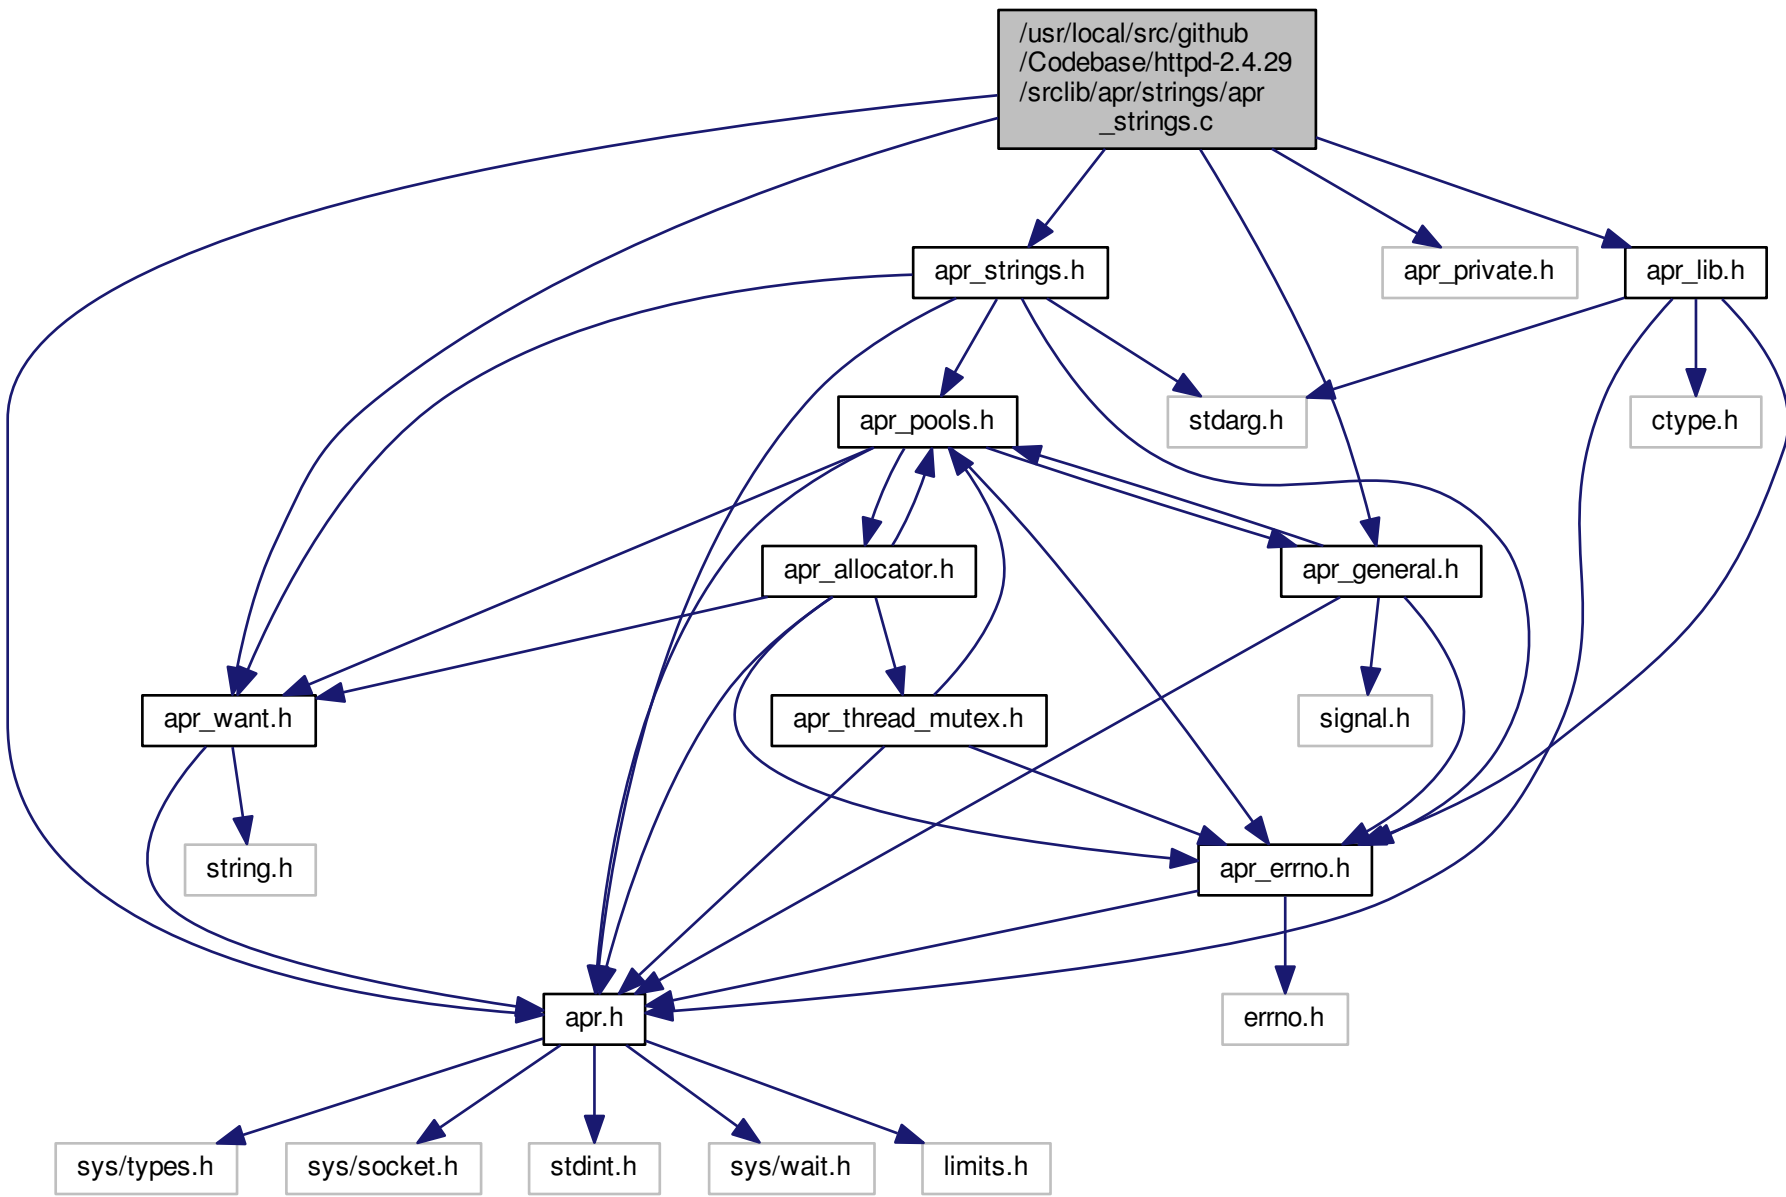 /usr/local/src/github
/Codebase/httpd-2.4.29
/srclib/apr/strings/apr
_strings.c
apr_strings.h
apr_private.h
apr_lib.h
apr_pools.h
stdarg.h
ctype.h
apr_allocator.h
apr_general.h
apr_want.h
apr_thread_mutex.h
signal.h
string.h
apr_errno.h
apr.h
errno.h
sys/types.h
sys/socket.h
stdint.h
sys/wait.h
limits.h